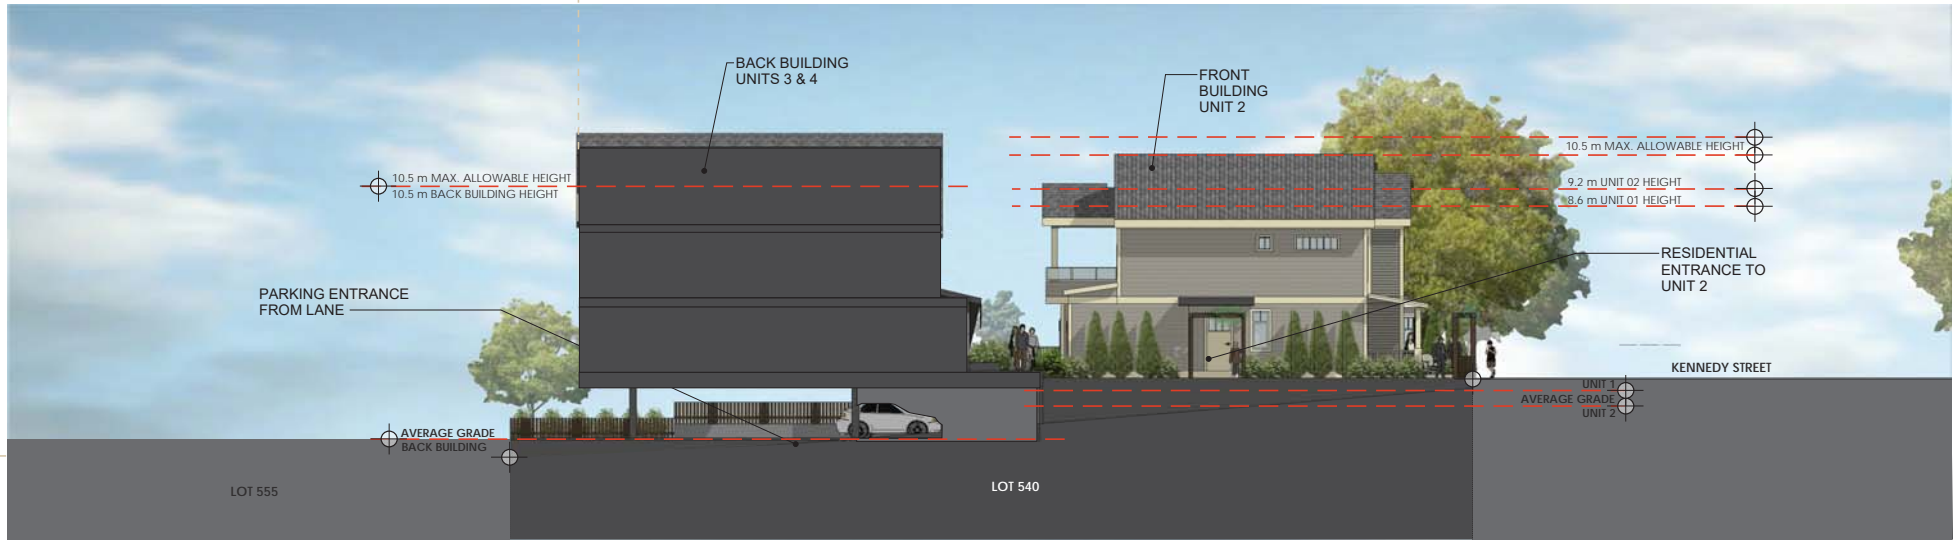 BACK BUILDING
UNITS 3 & 4
FRONT
BUILDING
UNIT 2
10.5 m MAX. ALLOWABLE HEIGHT
10.5 m MAX. ALLOWABLE HEIGHT
10.5 m BACK BUILDING HEIGHT
9.2 m UNIT 02 HEIGHT
8.6 m UNIT 01 HEIGHT
RESIDENTIAL
ENTRANCE TO
UNIT 2
PARKING ENTRANCE
FROM LANE
KENNEDY STREET
UNIT 1
AVERAGE GRADE
UNIT 2
AVERAGE GRADE
BACK BUILDING
LOT 555
LOT 540